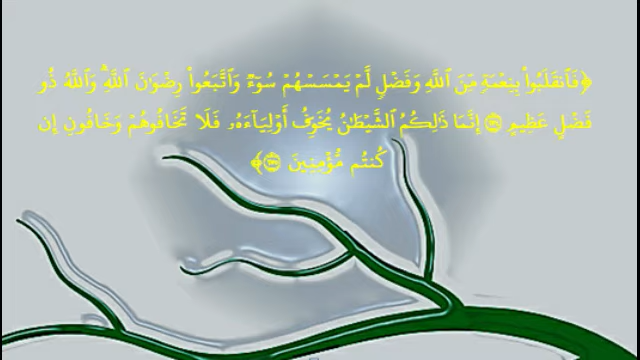 ﴿فَٱنقَلَبُواْ بِنِعْمَةٖ مِّنَ ٱللَّهِ وَفَضْلٖ لَّمْ يَمْسَسْهُمْ سُوٓءٞ وَٱتَّبَعُواْ رِضْوَٰنَ ٱللَّهِۗ وَٱللَّهُ ذُو
فَضْلٍ عَظِيمٍ ١٧٤ إِنَّمَا ذَٰلِكُمُ ٱلشَّيْطَٰنُ يُخَوِّفُ أَوْلِيَآءَهُۥ فَلَا تَخَافُوهُمْ وَخَافُونِ إِن
كُنتُم مُّؤْمِنِينَ ١٧٥﴾